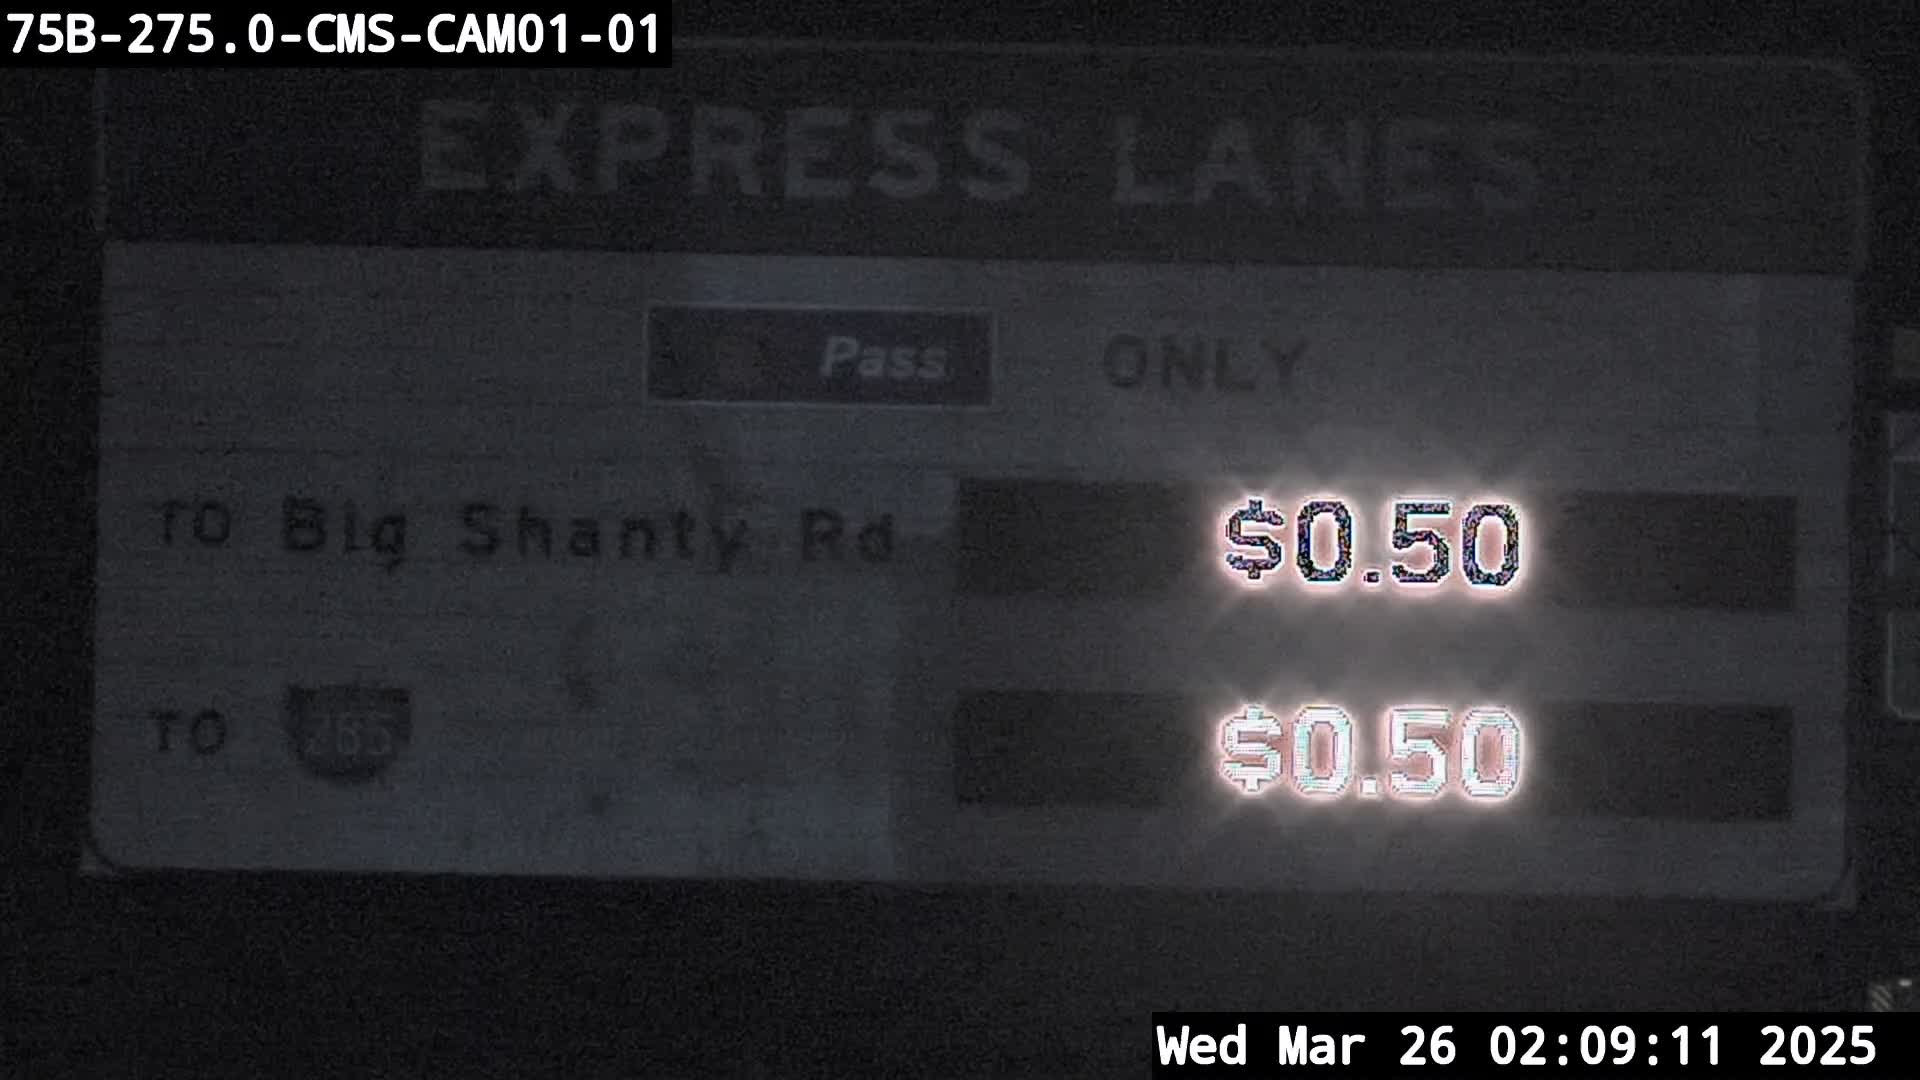 75B-275.0-CMS-CAM01-01
EXPRESS LANES
Pass ONLY
TO Big Shanty Rd $0.50
TO 285 $0.50
Wed Mar 26 02:09:11 2025